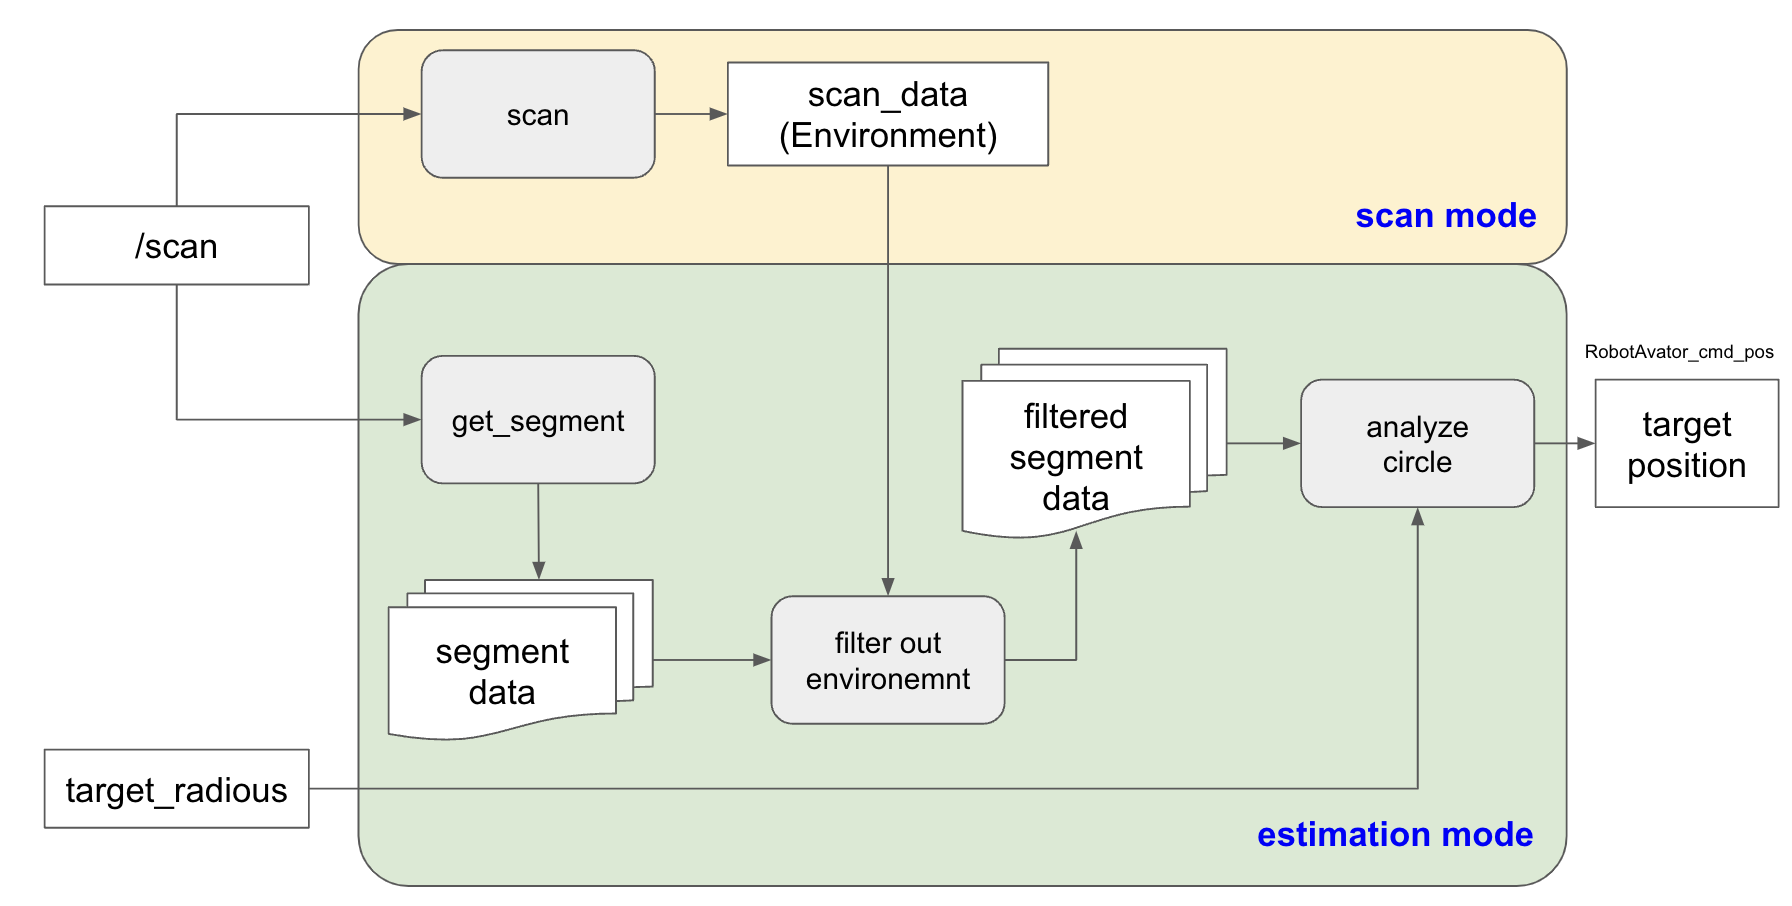 scan
scan_data
(Environment)
scan mode
/scan
get_segment
filtered
segment
data
analyze
circle
RobotAvator_cmd_pos
target
position
segment
data
filter out
environemnt
target_radious
estimation mode